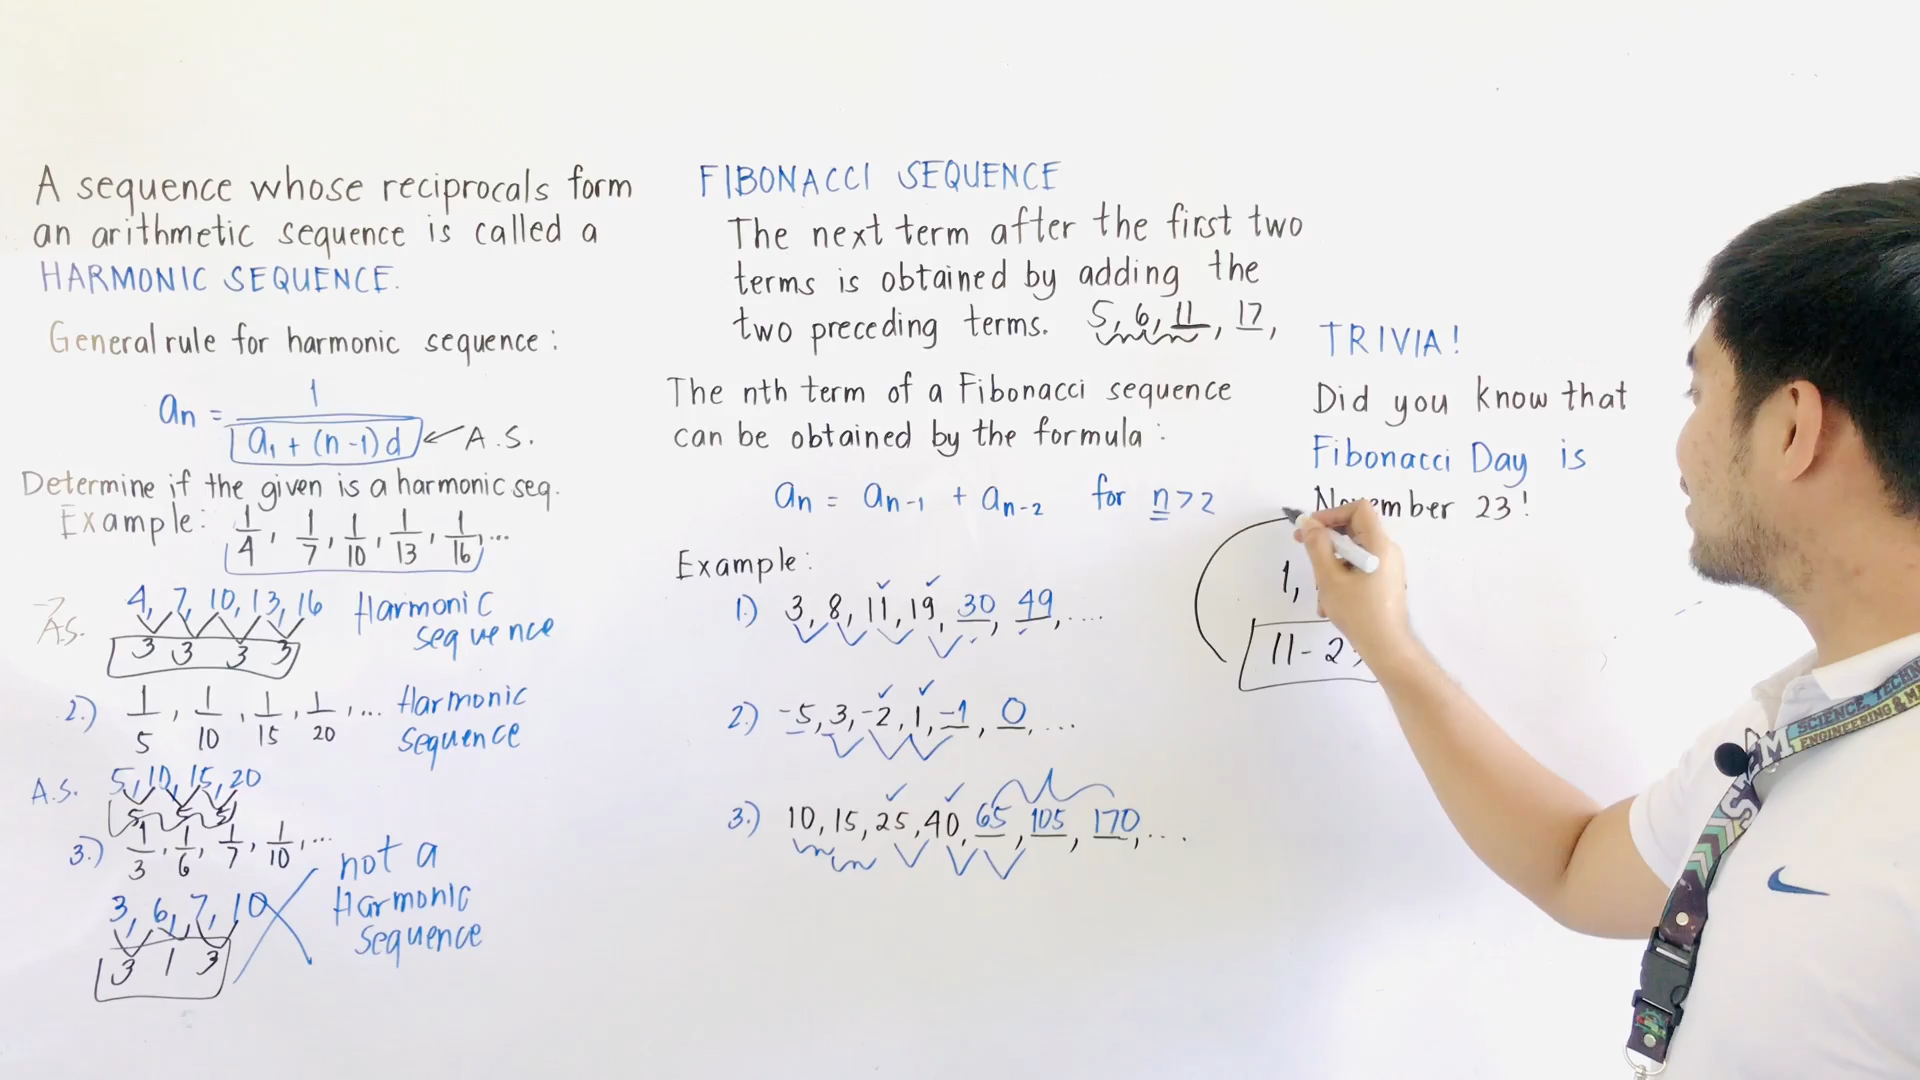 A sequence whose reciprocals form
an arithmetic sequence is called a
HARMONIC SEQUENCE.
General rule for harmonic sequence:
an = 1 / a1 + (n-1)d ← A.S.
Determine if the given is a harmonic seq.
Example: 1/4, 1/7, 1/10, 1/13, 1/16, ...
4, 7, 10, 13, 16 Harmonic
A.S. sequence
3 3 3 3
2.) 1/5, 1/10, 1/15, 1/20, ... Harmonic
sequence
A.S. 5, 10, 15, 20
5 5 5
3.) 1/3, 1/6, 1/7, 1/10, ... not a
3, 6, 7, 10 Harmonic
sequence
3 1 3
FIBONACCI SEQUENCE
The next term after the first two
terms is obtained by adding the
two preceding terms. 5, 6, 11, 17,
The nth term of a Fibonacci sequence
can be obtained by the formula:
an = an-1 + an-2 for n>2
Example:
1.) 3, 8, 11, 19, 30, 49, ....
2.) -5, 3, -2, 1, -1, 0, ...
3.) 10, 15, 25, 40, 65, 105, 170, ....
TRIVIA!
Did you know that
Fibonacci Day is
November 23!
1,
11-2
SCIENCE, TECHN
ENGINEERING &